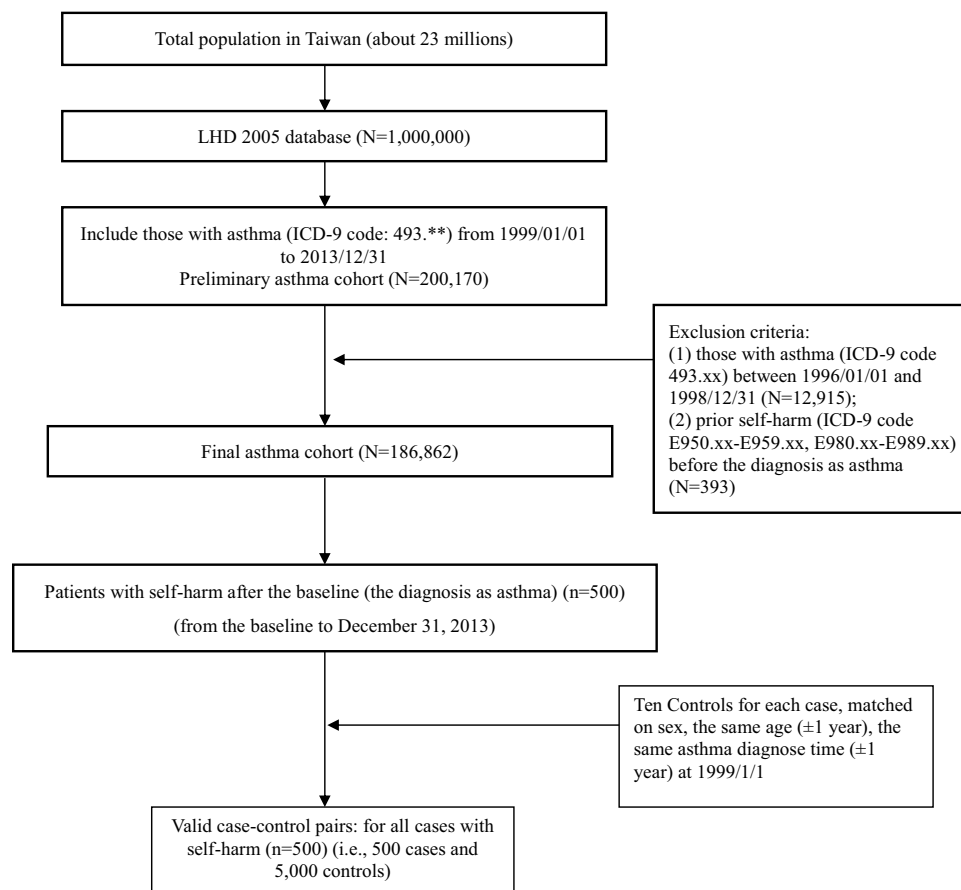 Total population in Taiwan (about 23 millions)
LHD 2005 database (N=1,000,000)
Include those with asthma (ICD-9 code: 493.**) from 1999/01/01
to 2013/12/31
Preliminary asthma cohort (N=200,170)
Exclusion criteria:
(1) those with asthma (ICD-9 code
493.xx) between 1996/01/01 and
1998/12/31 (N=12,915);
(2) prior self-harm (ICD-9 code
E950.xx-E959.xx, E980.xx-E989.xx)
before the diagnosis as asthma
(N=393)
Final asthma cohort (N=186,862)
Patients with self-harm after the baseline (the diagnosis as asthma) (n=500)
(from the baseline to December 31, 2013)
Ten Controls for each case, matched
on sex, the same age (±1 year), the
same asthma diagnose time (±1
year) at 1999/1/1
Valid case-control pairs: for all cases with
self-harm (n=500) (i.e., 500 cases and
5,000 controls)